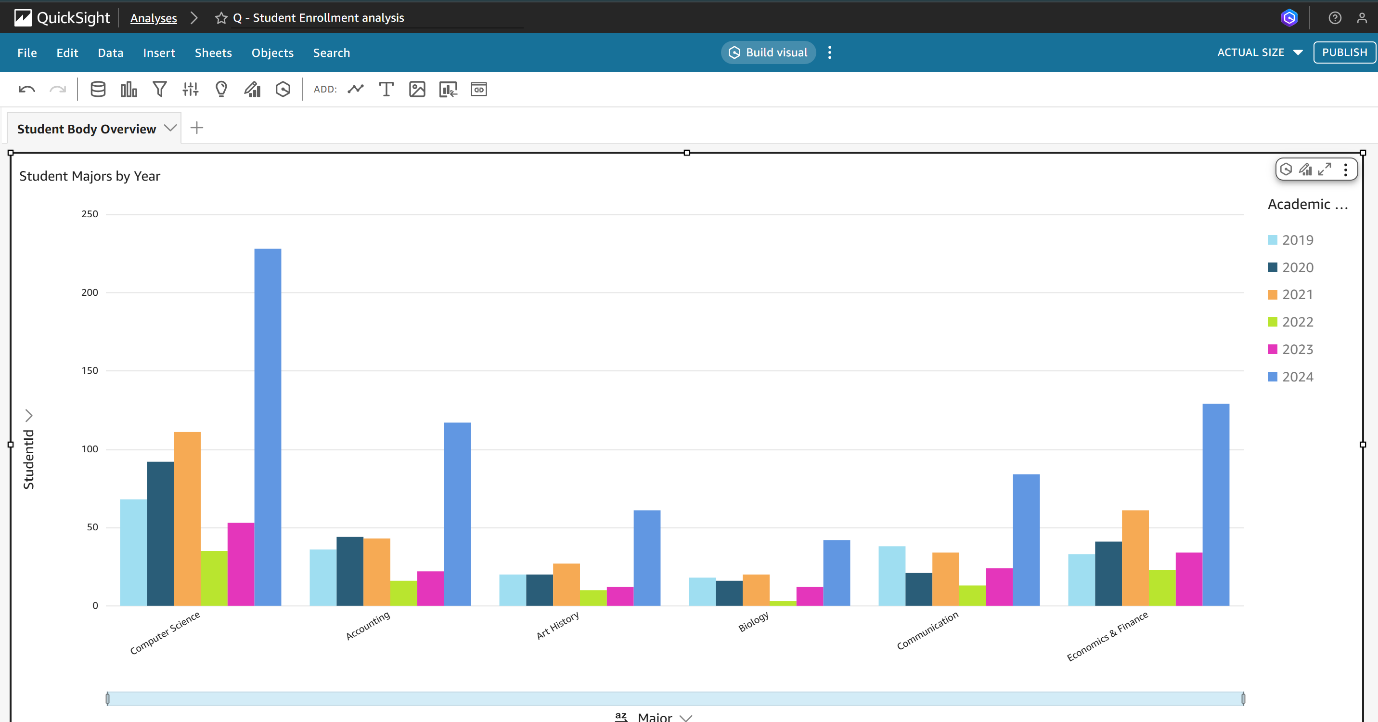 QuickSight Analyses Q - Student Enrollment analysis
File Edit Data Insert Sheets Objects Search Build visual ACTUAL SIZE PUBLISH
ADD:
Student Body Overview
Student Majors by Year
Academic ...
2019
2020
2021
2022
2023
2024
StudentId
250
200
150
100
50
0
Computer Science
Accounting
Art History
Biology
Communication
Economics & Finance
az Major